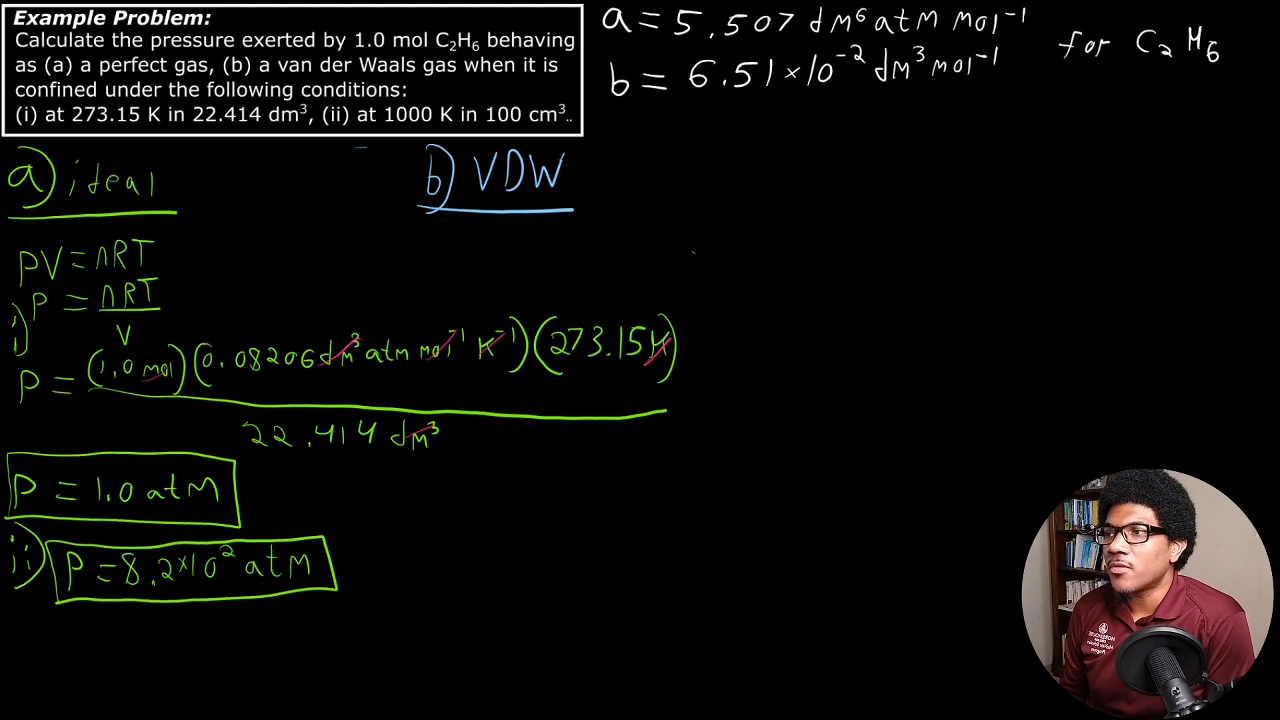 Example Problem:
Calculate the pressure exerted by 1.0 mol C₂H₆ behaving
as (a) a perfect gas, (b) a van der Waals gas when it is
confined under the following conditions:
(i) at 273.15 K in 22.414 dm³, (ii) at 1000 K in 100 cm³..
a = 5.507 dm⁶ atm mol⁻¹
b = 6.51 × 10⁻² dm³ mol⁻¹
for C₂H₆
a) ideal
b) VDW
PV = nRT
i) P = nRT / V
P = (1.0 mol)(0.08206 dm³ atm mol⁻¹ K⁻¹)(273.15 K)
22.414 dm³
P = 1.0 atm
ii) P = 8.2×10² atm